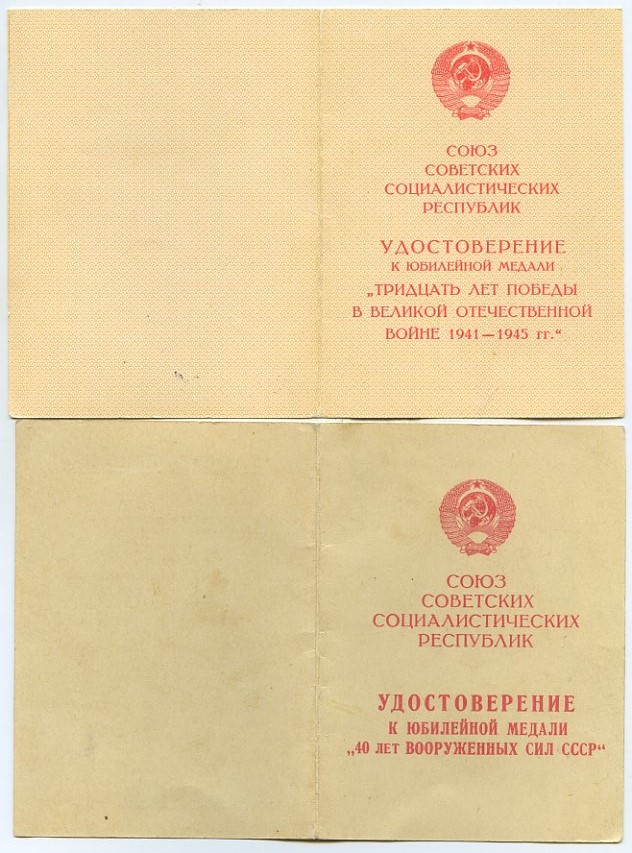 СОЮЗ
СОВЕТСКИХ
СОЦИАЛИСТИЧЕСКИХ
РЕСПУБЛИК
УДОСТОВЕРЕНИЕ
К ЮБИЛЕЙНОЙ МЕДАЛИ
„ТРИДЦАТЬ ЛЕТ ПОБЕДЫ
В ВЕЛИКОЙ ОТЕЧЕСТВЕННОЙ
ВОЙНЕ 1941—1945 гг.“
СОЮЗ
СОВЕТСКИХ
СОЦИАЛИСТИЧЕСКИХ
РЕСПУБЛИК
УДОСТОВЕРЕНИЕ
К ЮБИЛЕЙНОЙ МЕДАЛИ
„40 ЛЕТ ВООРУЖЕННЫХ СИЛ СССР“